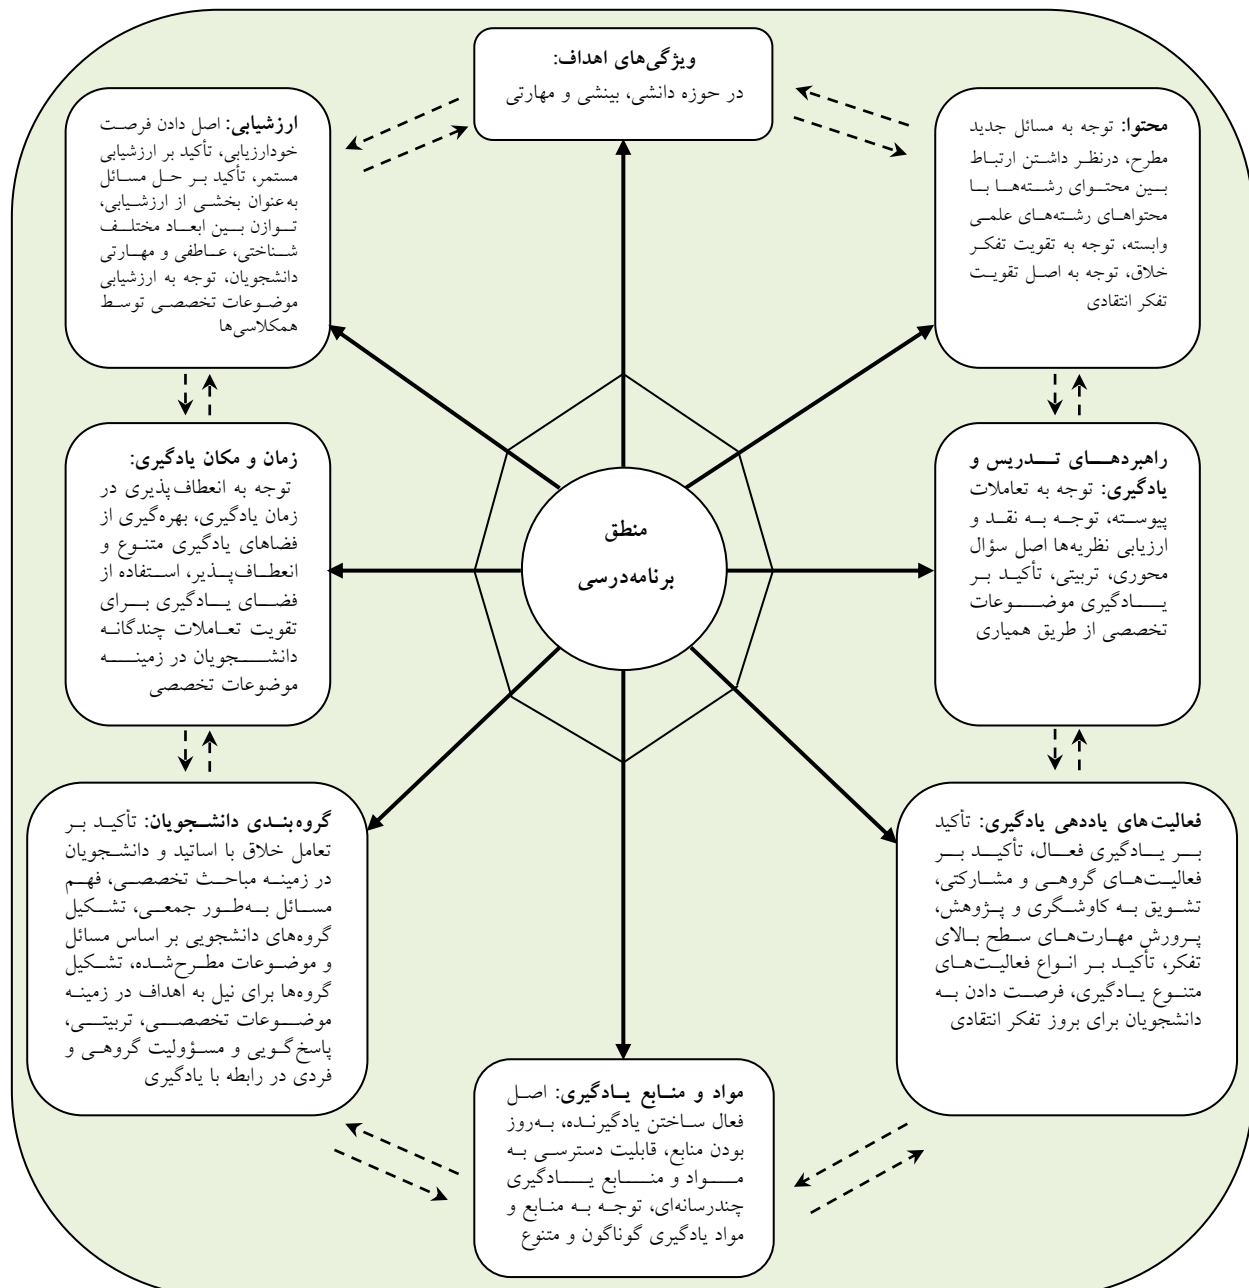 ویژگی‌های اهداف:
در حوزه دانشی، بینشی و مهارتی
محتوا: توجه به مسائل جدید
مطرح، درنظر داشتن ارتباط
بین محتوای رشته‌ها با
محتواهای رشته‌های علمی
وابسته، توجه به تقویت تفکر
خلاق، توجه به اصل تقویت
تفکر انتقادی
ارزشیابی: اصل دادن فرصت
خودارزیابی، تأکید بر ارزشیابی
مستمر، تأکید بر حل مسائل
به‌عنوان بخشی از ارزشیابی،
توازن بین ابعاد مختلف
شناختی، عاطفی و مهارتی
دانشجویان، توجه به ارزشیابی
موضوعات تخصصی توسط
همکلاسی‌ها
راهبردهای تدریس و
یادگیری: توجه به تعاملات
پیوسته، توجه به نقد و
ارزیابی نظریه‌ها اصل سؤال
محوری، تربیتی، تأکید بر
یادگیری موضوعات
تخصصی از طریق همیاری
منطق
برنامه‌درسی
زمان و مکان یادگیری:
توجه به انعطاف‌پذیری در
زمان یادگیری، بهره‌گیری از
فضاهای یادگیری متنوع و
انعطاف‌پذیر، استفاده از
فضای یادگیری برای
تقویت تعاملات چندگانه
دانشجویان در زمینه
موضوعات تخصصی
فعالیت‌های یاددهی یادگیری: تأکید
بر یادگیری فعال، تأکید بر
فعالیت‌های گروهی و مشارکتی،
تشویق به کاوشگری و پژوهش،
پرورش مهارت‌های سطح بالای
تفکر، تأکید بر انواع فعالیت‌های
متنوع یادگیری، فرصت دادن به
دانشجویان برای بروز تفکر انتقادی
گروه‌بندی دانشجویان: تأکید بر
تعامل خلاق با اساتید و دانشجویان
در زمینه مباحث تخصصی، فهم
مسائل به‌طور جمعی، تشکیل
گروه‌های دانشجویی بر اساس مسائل
و موضوعات مطرح‌شده، تشکیل
گروه‌ها برای نیل به اهداف در زمینه
موضوعات تخصصی، تربیتی،
پاسخ‌گویی و مسؤولیت گروهی و
فردی در رابطه با یادگیری
مواد و منابع یادگیری: اصل
فعال ساختن یادگیرنده، به‌روز
بودن منابع، قابلیت دسترسی به
مواد و منابع یادگیری
چندرسانه‌ای، توجه به منابع و
مواد یادگیری گوناگون و متنوع